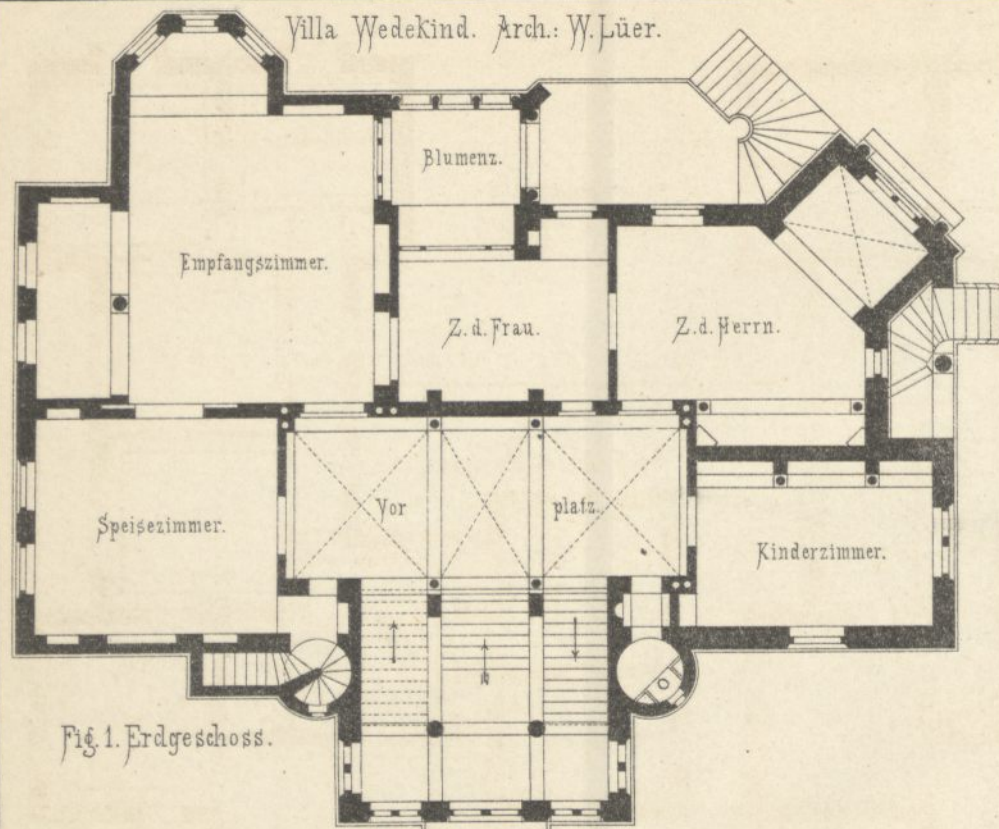 Villa Wedekind. Arch.: W. Lüer.
Blumenz.
Empfangszimmer.
Z. d. Frau.
Z. d. Herrn.
Vor platz.
Speisezimmer.
Kinderzimmer.
Fig. 1. Erdgeschoss.